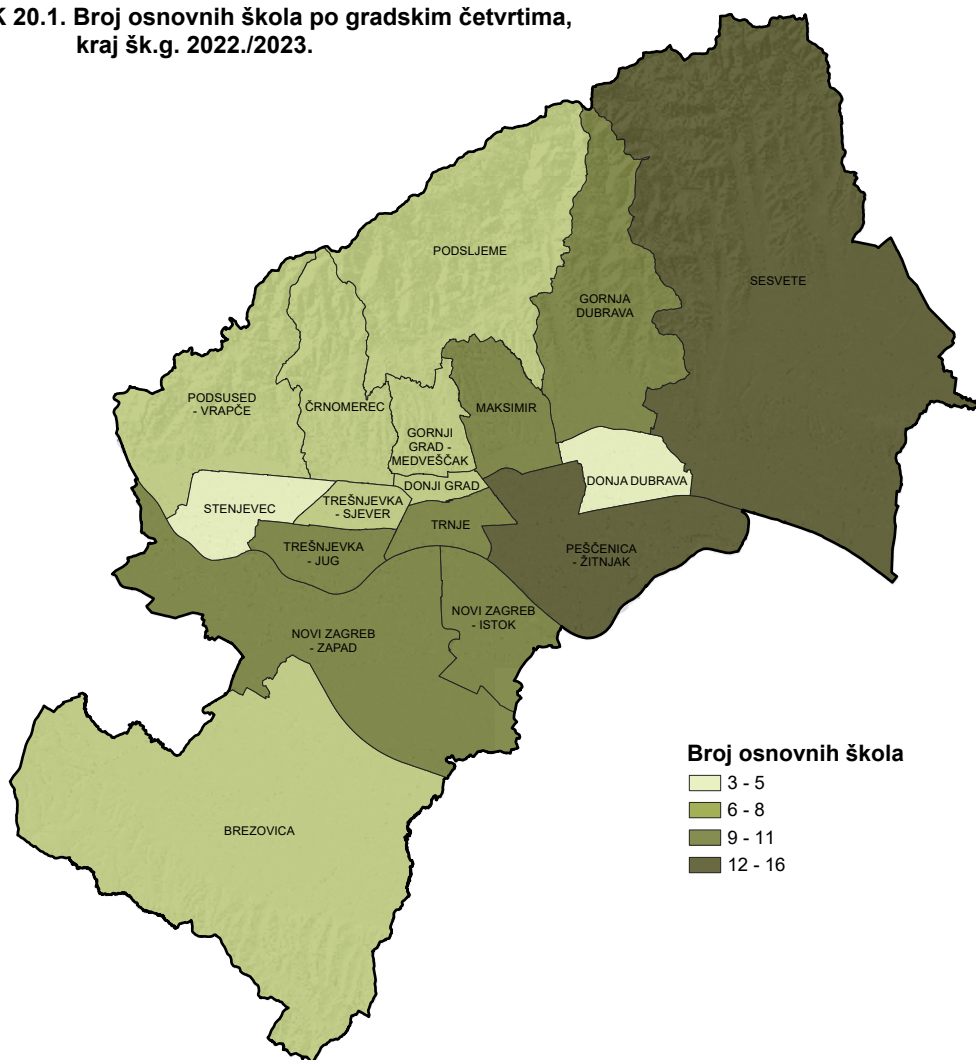 K 20.1. Broj osnovnih škola po gradskim četvrtima,
kraj šk.g. 2022./2023.
PODSLJEME
SESVETE
GORNJA
DUBRAVA
PODSUSED
- VRAPČE
ČRNOMEREC
MAKSIMIR
GORNJI
GRAD -
MEDVEŠČAK
DONJI GRAD
DONJA DUBRAVA
STENJEVEC
TREŠNJEVKA
- SJEVER
TRNJE
TREŠNJEVKA
- JUG
PEŠČENICA
- ŽITNJAK
NOVI ZAGREB
- ISTOK
NOVI ZAGREB
- ZAPAD
BREZOVICA
Broj osnovnih škola
3 - 5
6 - 8
9 - 11
12 - 16